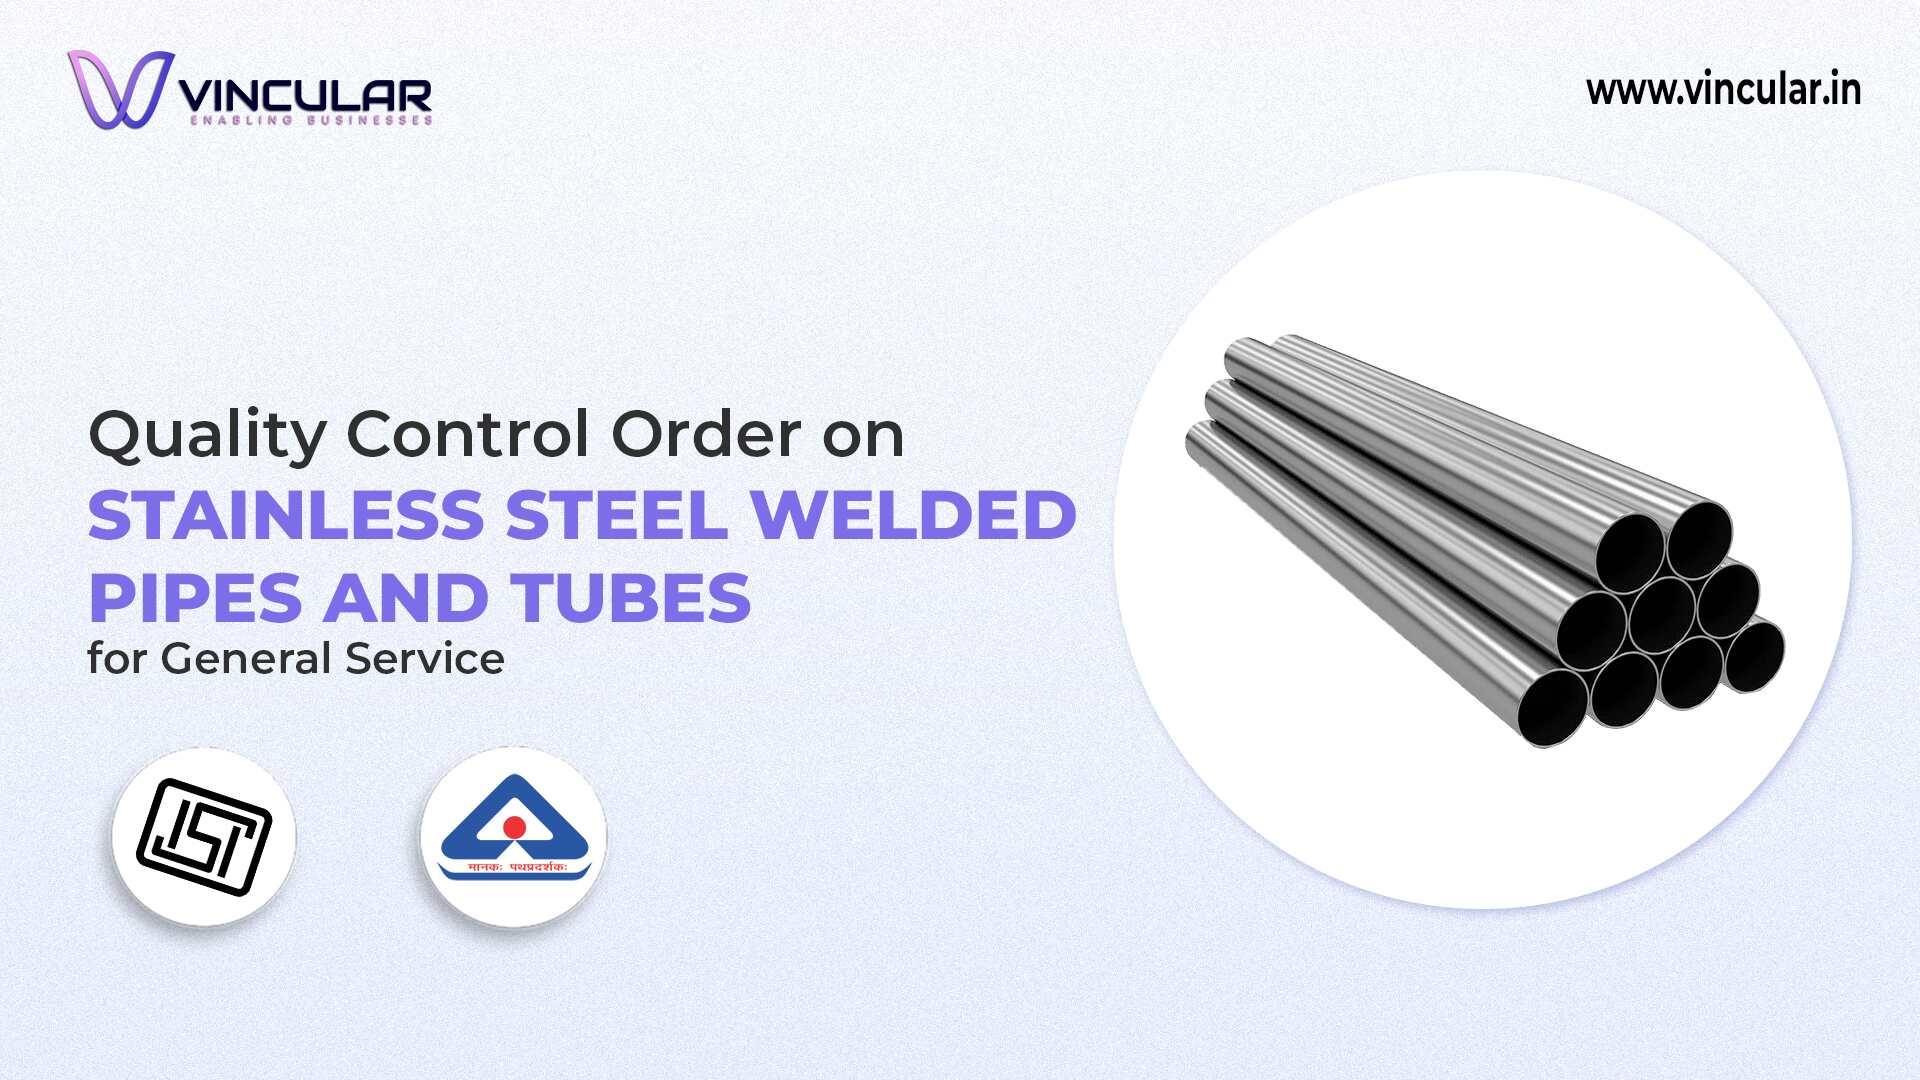 VINCULAR
ENABLING BUSINESSES
www.vincular.in
Quality Control Order on
STAINLESS STEEL WELDED
PIPES AND TUBES
for General Service
ISI
मानकः पथप्रदर्शकः